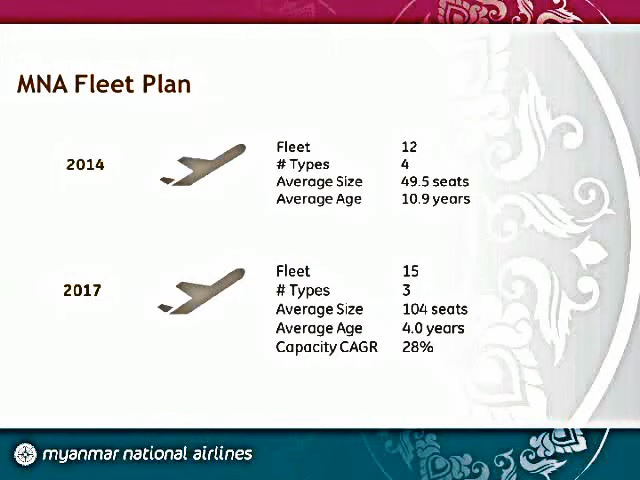 MNA Fleet Plan
2014
Fleet 12
# Types 4
Average Size 49.5 seats
Average Age 10.9 years
2017
Fleet 15
# Types 3
Average Size 104 seats
Average Age 4.0 years
Capacity CAGR 28%
myanmar national airlines